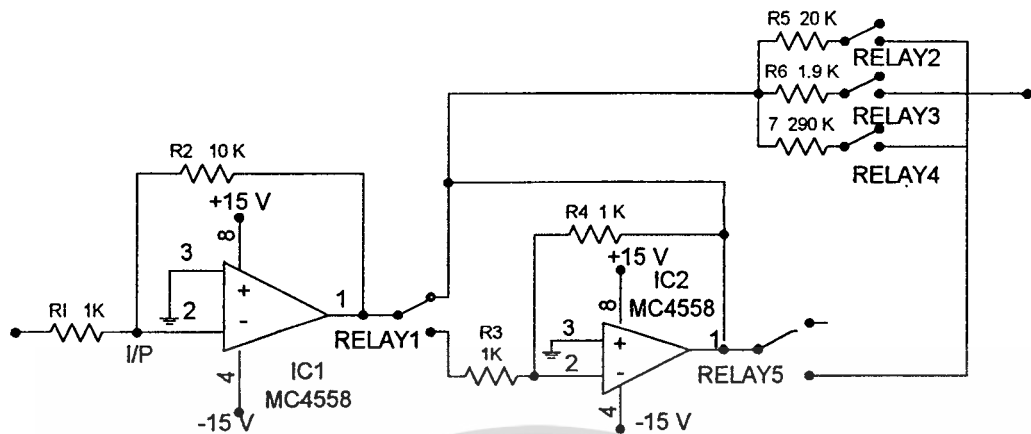 R5 20 K
RELAY2
R6 1.9 K
RELAY3
7 290 K
RELAY4
R2 10 K
+15 V
8
3
+
2
-
1
R1 1K
I/P
4
-15 V
IC1
MC4558
RELAY1
R3
1K
R4 1 K
+15 V
IC2
MC4558
8
3
+
2
-
1
4
-15 V
RELAY5